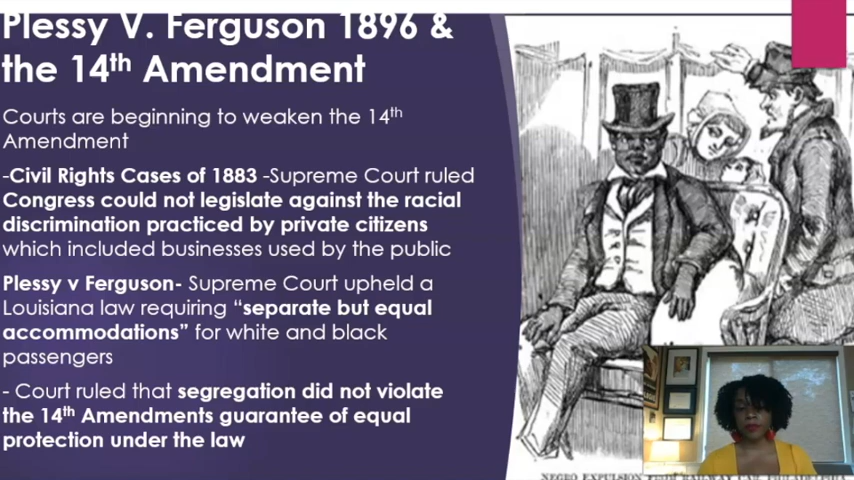 Plessy V. Ferguson 1896 &
the 14th Amendment
Courts are beginning to weaken the 14th
Amendment
-Civil Rights Cases of 1883 -Supreme Court ruled
Congress could not legislate against the racial
discrimination practiced by private citizens
which included businesses used by the public
Plessy v Ferguson- Supreme Court upheld a
Louisiana law requiring “separate but equal
accommodations” for white and black
passengers
- Court ruled that segregation did not violate
the 14th Amendments guarantee of equal
protection under the law
NEGRO EXPULSION FROM RAILWAY CAR, PHILADELPHIA